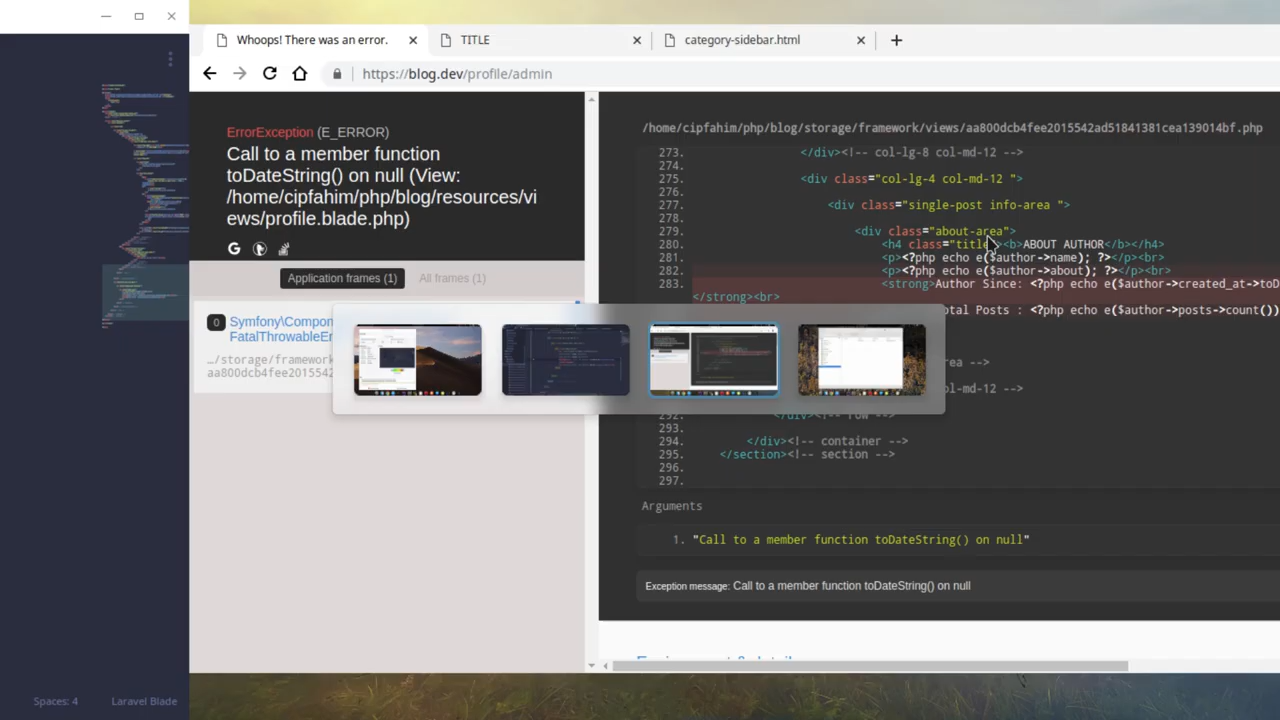 Whoops! There was an error.
TITLE
category-sidebar.html
https://blog.dev/profile/admin
ErrorException (E_ERROR)
Call to a member function
toDateString() on null (View:
/home/cipfahim/php/blog/resources/vi
ews/profile.blade.php)
Application frames (1)
All frames (1)
0
Symfony\Compon
FatalThrowableEr
…/storage/framework
aa800dcb4fee2015542
/home/cipfahim/php/blog/storage/framework/views/aa800dcb4fee2015542ad51841381cea139014bf.php
273. </div><!-- col-lg-8 col-md-12 -->
274.
275. <div class="col-lg-4 col-md-12 ">
276.
277. <div class="single-post info-area ">
278.
279. <div class="about-area">
280. <h4 class="title"><b>ABOUT AUTHOR</b></h4>
281. <p><?php echo e($author->name); ?></p><br>
282. <p><?php echo e($author->about); ?></p><br>
283. <strong>Author Since: <?php echo e($author->created_at->toD
</strong><br>
otal Posts : <?php echo e($author->posts->count())
rea -->
ol-md-12 -->
292. </div><!-- row -->
293.
294. </div><!-- container -->
295. </section><!-- section -->
296.
297.
Arguments
1. "Call to a member function toDateString() on null"
Exception message: Call to a member function toDateString() on null
Spaces: 4
Laravel Blade